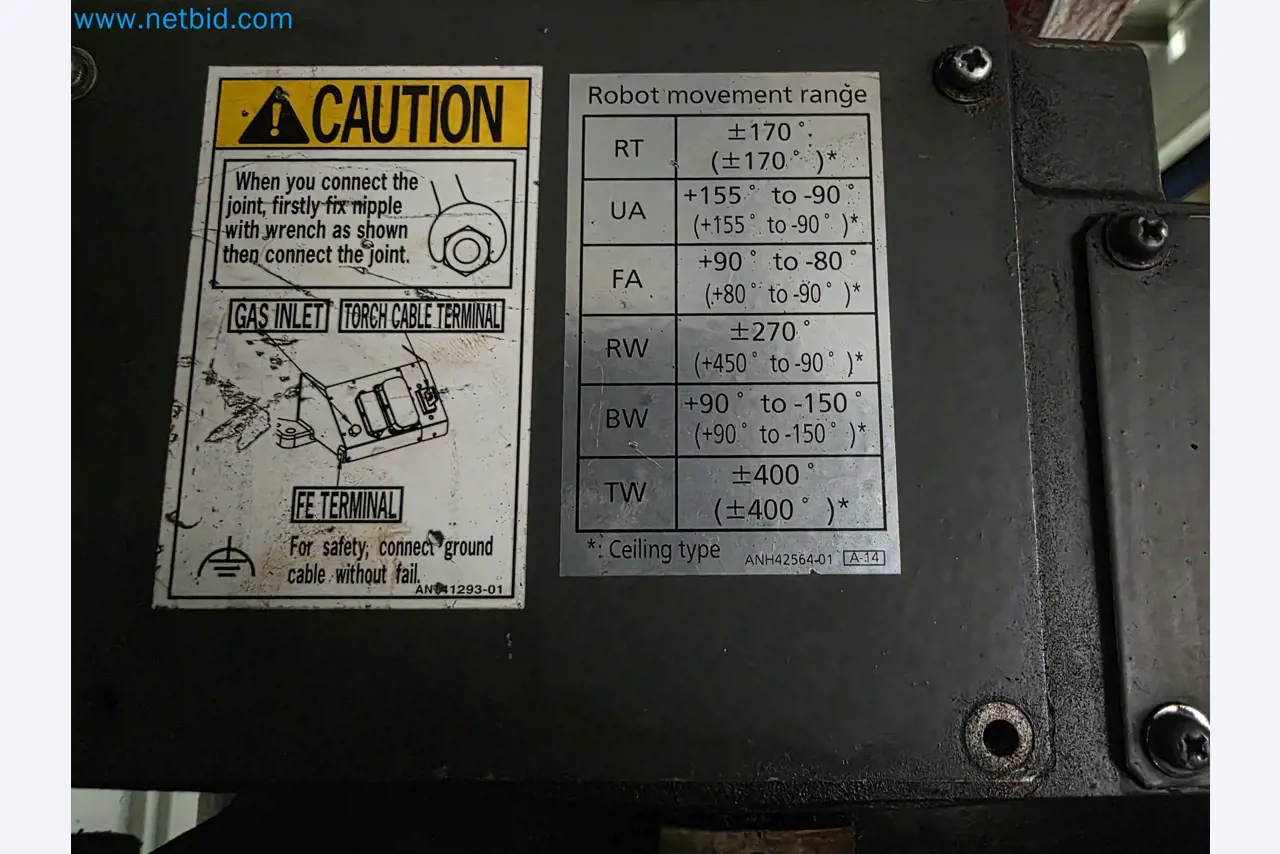 www.netbid.com
CAUTION
When you connect the
joint, firstly fix nipple
with wrench as shown
then connect the joint.
GAS INLET
TORCH CABLE TERMINAL
FE TERMINAL
For safety, connect ground
cable without fail.
1293-01
Robot movement range
RT ±170°
(±170°)*
UA +155° to -90°
(+155° to -90°)*
FA +90° to -80°
(+80° to -90°)*
RW ±270°
(+450° to -90°)*
BW +90° to -150°
(+90° to -150°)*
TW ±400°
(±400°)*
*: Ceiling type
ANH42564-01 A-14